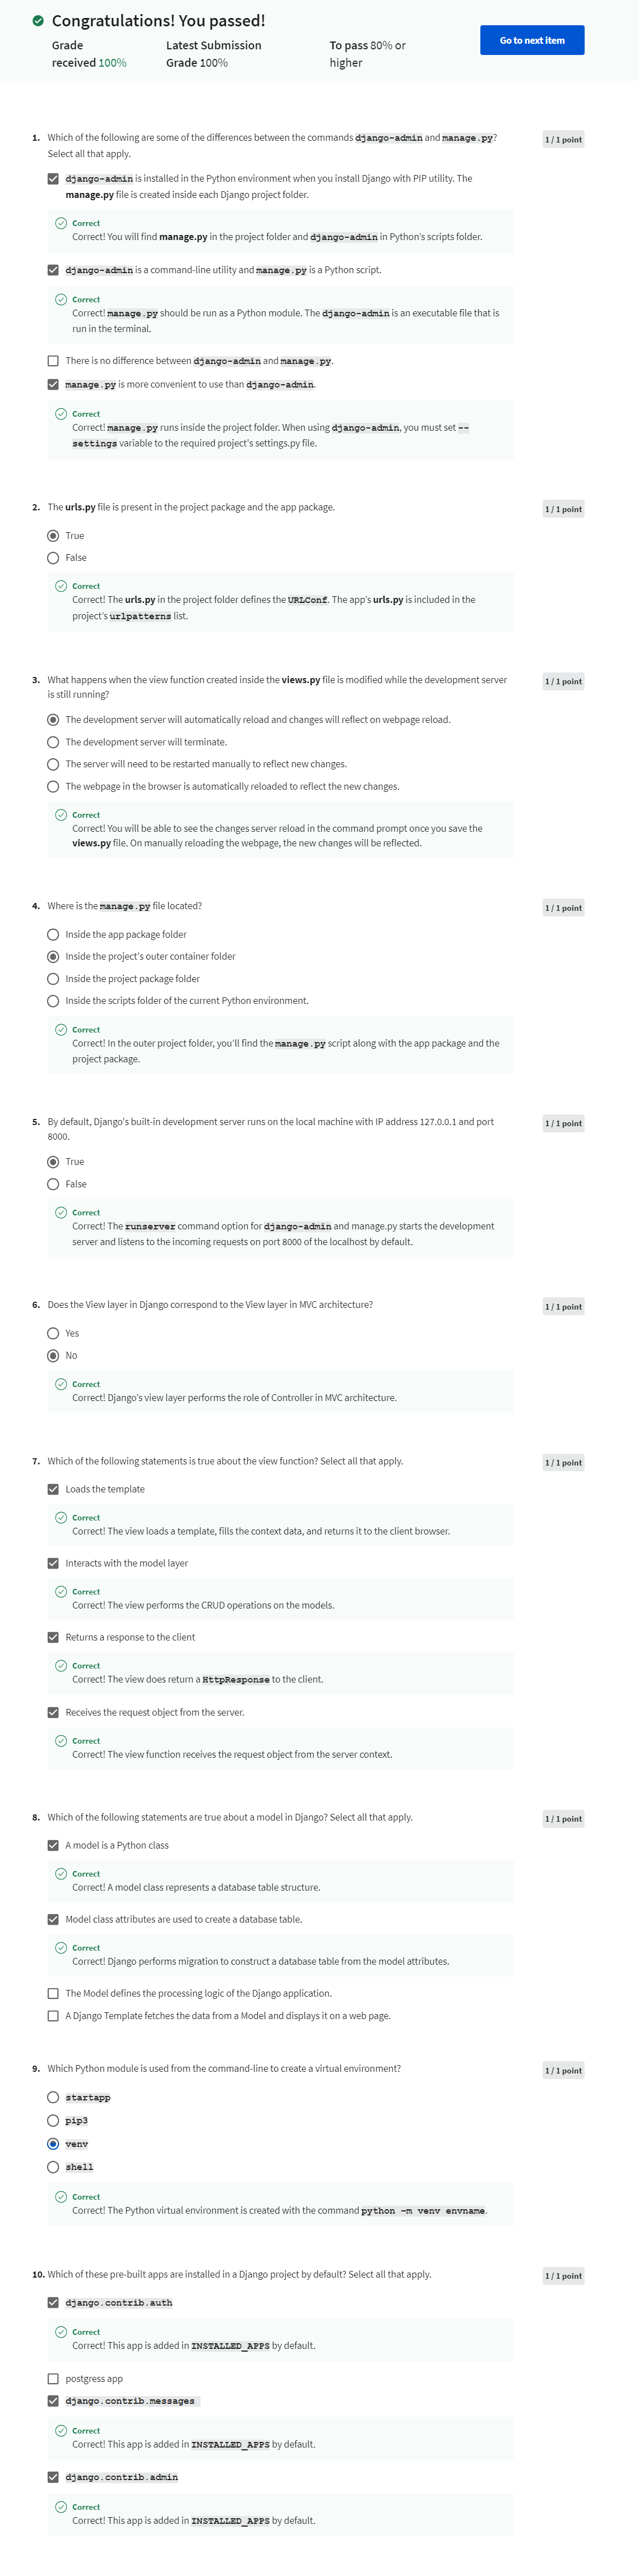 Congratulations! You passed!
Grade
received 100%
Latest Submission
Grade 100%
To pass 80% or
higher
Go to next item
1. Which of the following are some of the differences between the commands django-admin and manage.py?
Select all that apply.
1 / 1 point
django-admin is installed in the Python environment when you install Django with PIP utility. The
manage.py file is created inside each Django project folder.
Correct
Correct! You will find manage.py in the project folder and django-admin in Python's scripts folder.
django-admin is a command-line utility and manage.py is a Python script.
Correct
Correct! manage.py should be run as a Python module. The django-admin is an executable file that is
run in the terminal.
There is no difference between django-admin and manage.py.
manage.py is more convenient to use than django-admin.
Correct
Correct! manage.py runs inside the project folder. When using django-admin, you must set --
settings variable to the required project's settings.py file.
2. The urls.py file is present in the project package and the app package.
1 / 1 point
True
False
Correct
Correct! The urls.py in the project folder defines the URLConf. The app's urls.py is included in the
project's urlpatterns list.
3. What happens when the view function created inside the views.py file is modified while the development server
is still running?
1 / 1 point
The development server will automatically reload and changes will reflect on webpage reload.
The development server will terminate.
The server will need to be restarted manually to reflect new changes.
The webpage in the browser is automatically reloaded to reflect the new changes.
Correct
Correct! You will be able to see the changes server reload in the command prompt once you save the
views.py file. On manually reloading the webpage, the new changes will be reflected.
4. Where is the manage.py file located?
1 / 1 point
Inside the app package folder
Inside the project's outer container folder
Inside the project package folder
Inside the scripts folder of the current Python environment.
Correct
Correct! In the outer project folder, you'll find the manage.py script along with the app package and the
project package.
5. By default, Django's built-in development server runs on the local machine with IP address 127.0.0.1 and port
8000.
1 / 1 point
True
False
Correct
Correct! The runserver command option for django-admin and manage.py starts the development
server and listens to the incoming requests on port 8000 of the localhost by default.
6. Does the View layer in Django correspond to the View layer in MVC architecture?
1 / 1 point
Yes
No
Correct
Correct! Django's view layer performs the role of Controller in MVC architecture.
7. Which of the following statements is true about the view function? Select all that apply.
1 / 1 point
Loads the template
Correct
Correct! The view loads a template, fills the context data, and returns it to the client browser.
Interacts with the model layer
Correct
Correct! The view performs the CRUD operations on the models.
Returns a response to the client
Correct
Correct! The view does return a HttpResponse to the client.
Receives the request object from the server.
Correct
Correct! The view function receives the request object from the server context.
8. Which of the following statements are true about a model in Django? Select all that apply.
1 / 1 point
A model is a Python class
Correct
Correct! A model class represents a database table structure.
Model class attributes are used to create a database table.
Correct
Correct! Django performs migration to construct a database table from the model attributes.
The Model defines the processing logic of the Django application.
A Django Template fetches the data from a Model and displays it on a web page.
9. Which Python module is used from the command-line to create a virtual environment?
1 / 1 point
startapp
pip3
venv
shell
Correct
Correct! The Python virtual environment is created with the command python -m venv envname.
10. Which of these pre-built apps are installed in a Django project by default? Select all that apply.
1 / 1 point
django.contrib.auth
Correct
Correct! This app is added in INSTALLED_APPS by default.
postgress app
django.contrib.messages
Correct
Correct! This app is added in INSTALLED_APPS by default.
django.contrib.admin
Correct
Correct! This app is added in INSTALLED_APPS by default.